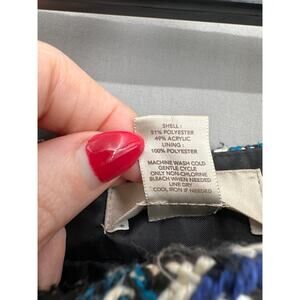 SHELL :
51% POLYESTER
49% ACRYLIC
LINING :
100% POLYESTER
MACHINE WASH COLD
GENTLE CYCLE
ONLY NON-CHLORINE
BLEACH WHEN NEEDED
LINE DRY
COOL IRON IF NEEDED